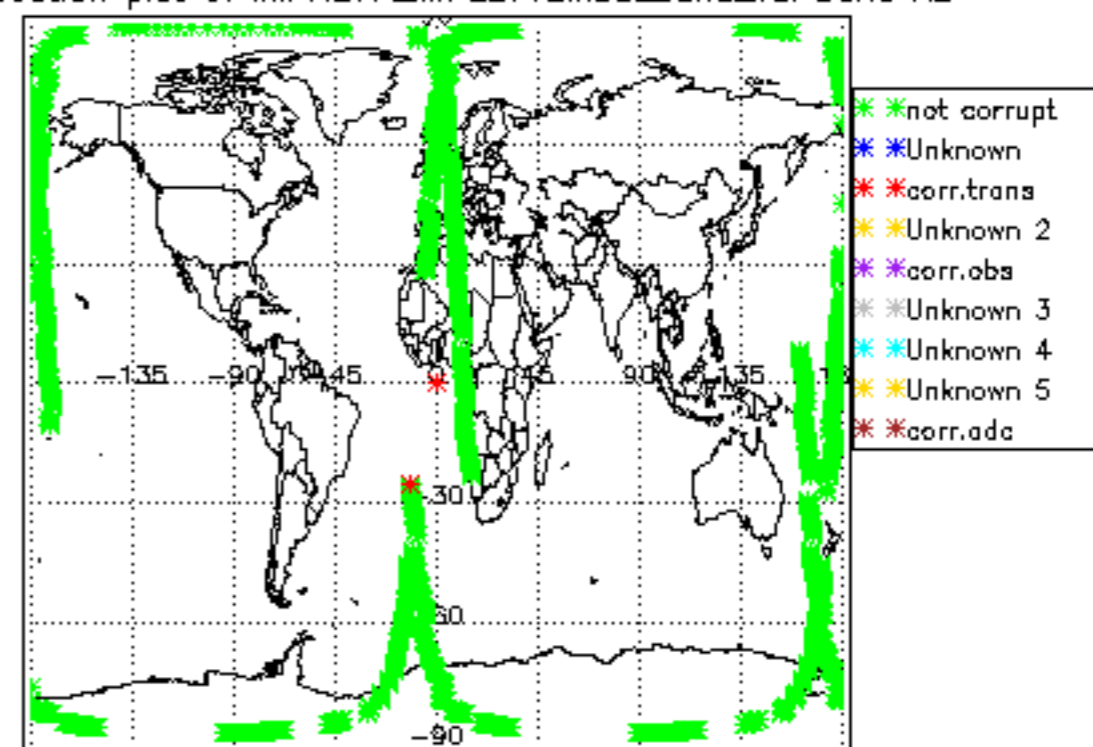 not corrupt
Unknown
corr.trans
Unknown 2
corr.obs
Unknown 3
Unknown 4
Unknown 5
corr.adc
-135 -90 -45 45 90 135
-30
-60
-90